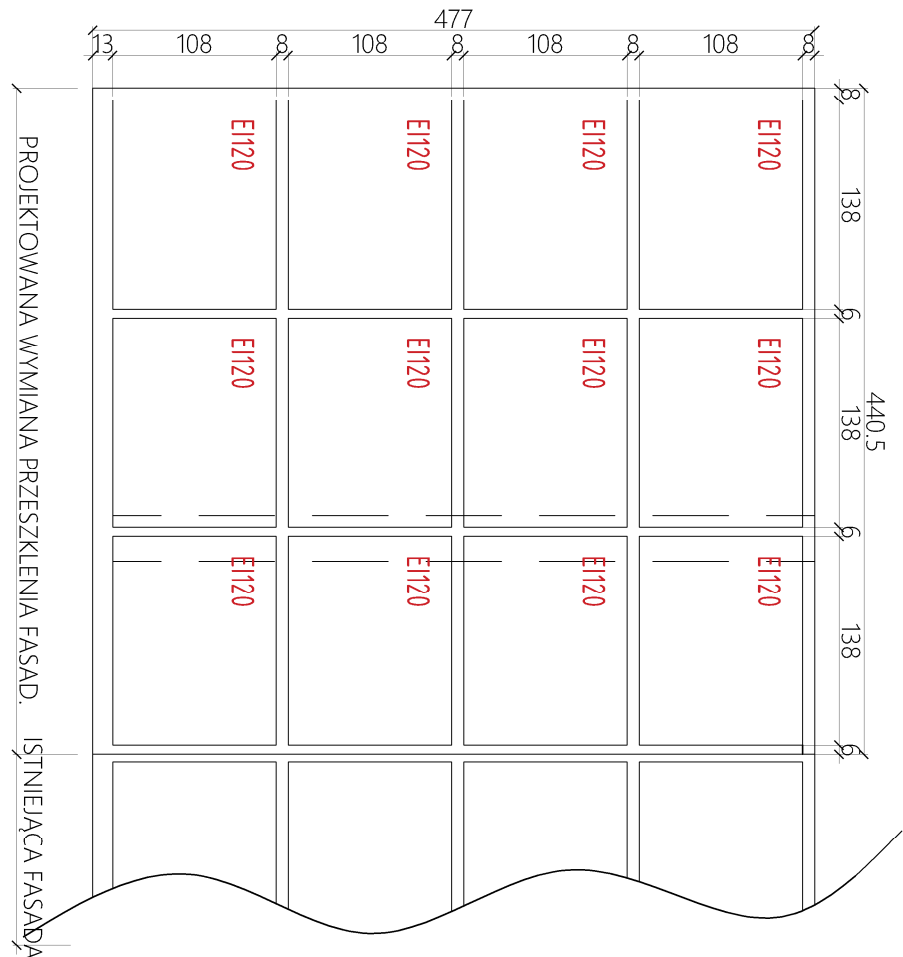 477
13 108 8 108 8 108 8 108 8
8
138
6
138
6
138
6
440.5
EI120 EI120 EI120 EI120
EI120 EI120 EI120 EI120
EI120 EI120 EI120 EI120
PROJEKTOWANA WYMIANA PRZESZKLENIA FASAD.
ISTNIEJĄCA FASADA